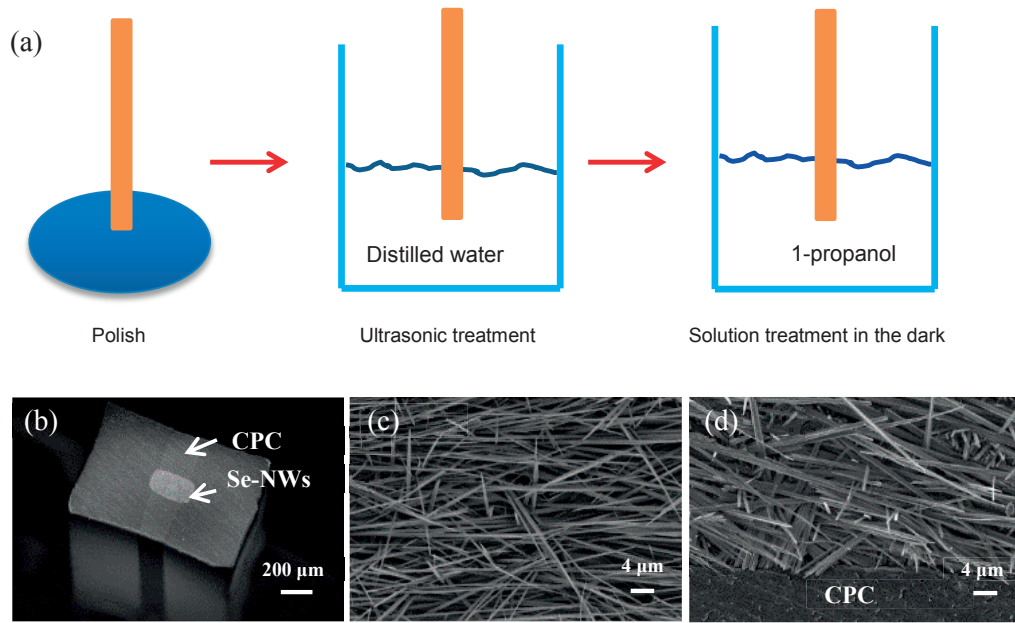 (a)
Distilled water
1-propanol
Polish
Ultrasonic treatment
Solution treatment in the dark
(b)
CPC
Se-NWs
200 μm
(c)
4 μm
(d)
4 μm
CPC